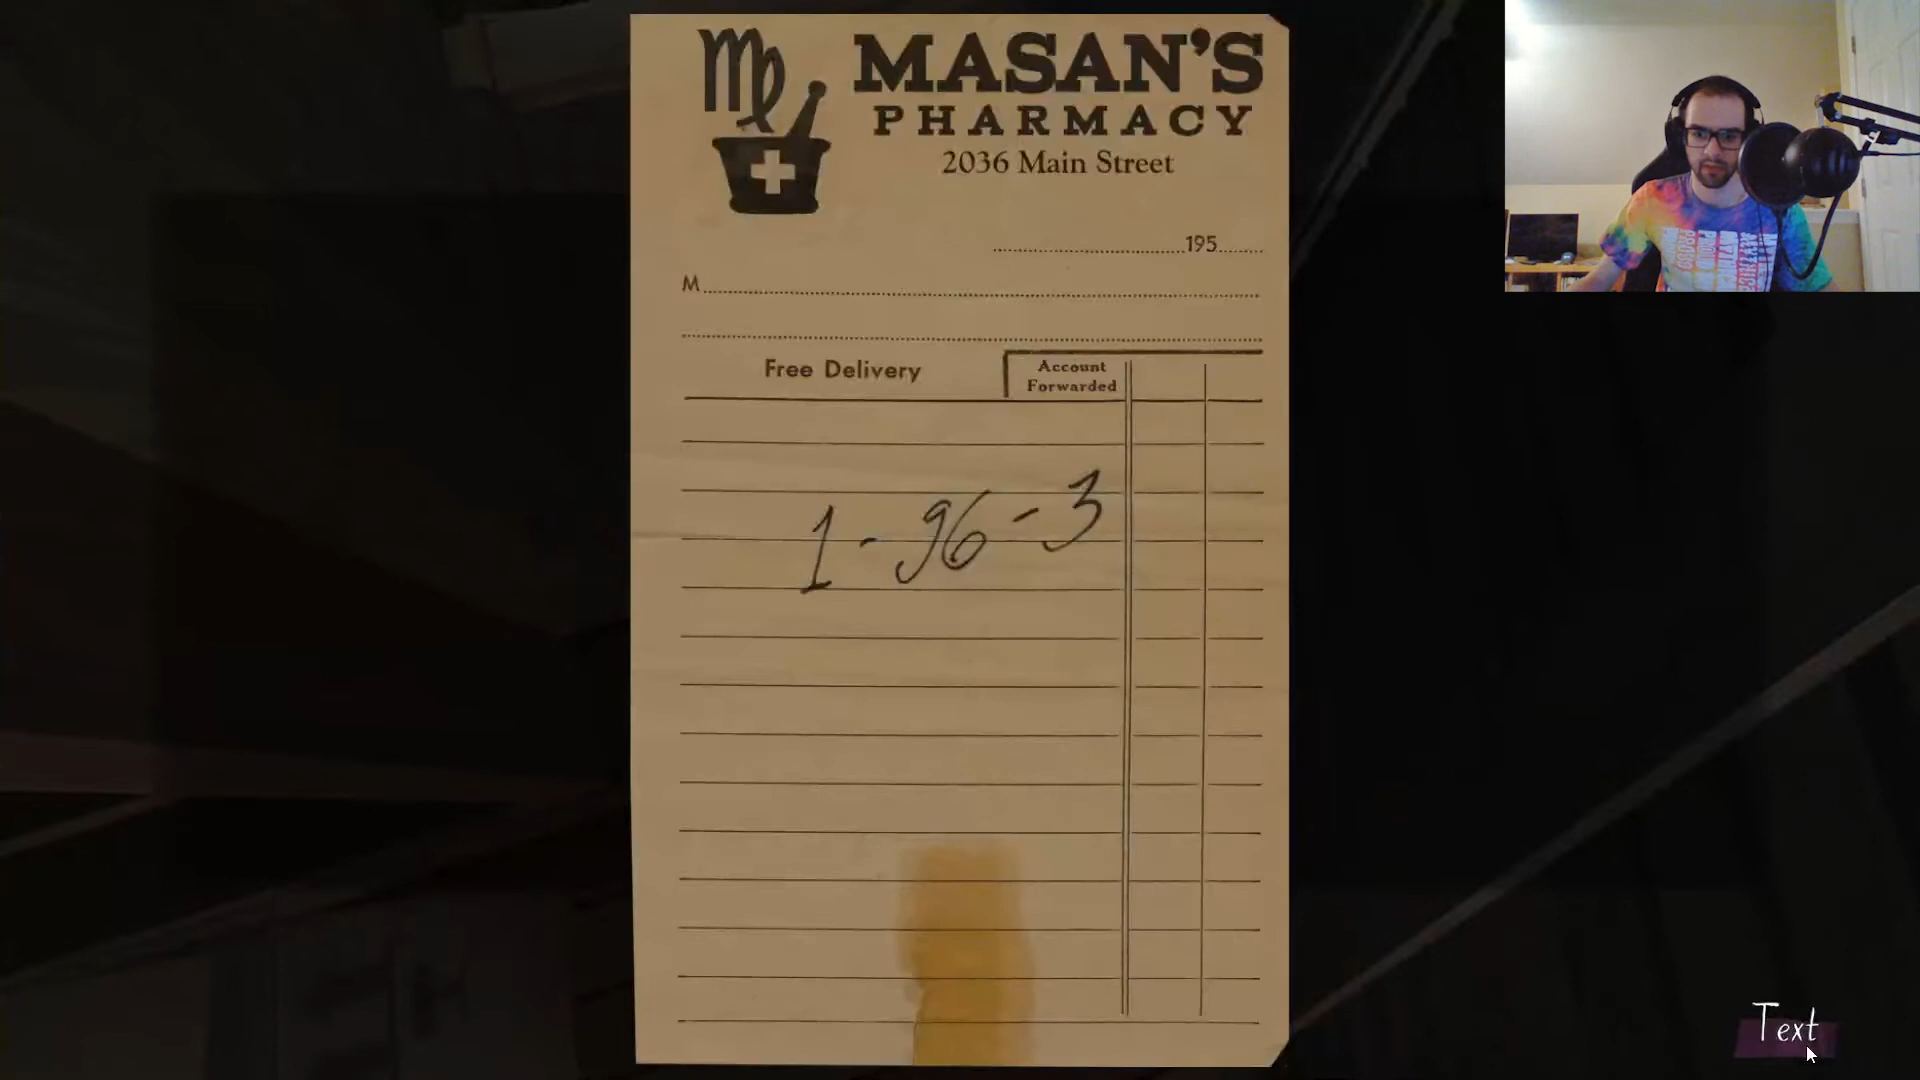 MASAN'S
PHARMACY
2036 Main Street
195
M
Free Delivery
Account
Forwarded
1-96-3
Text